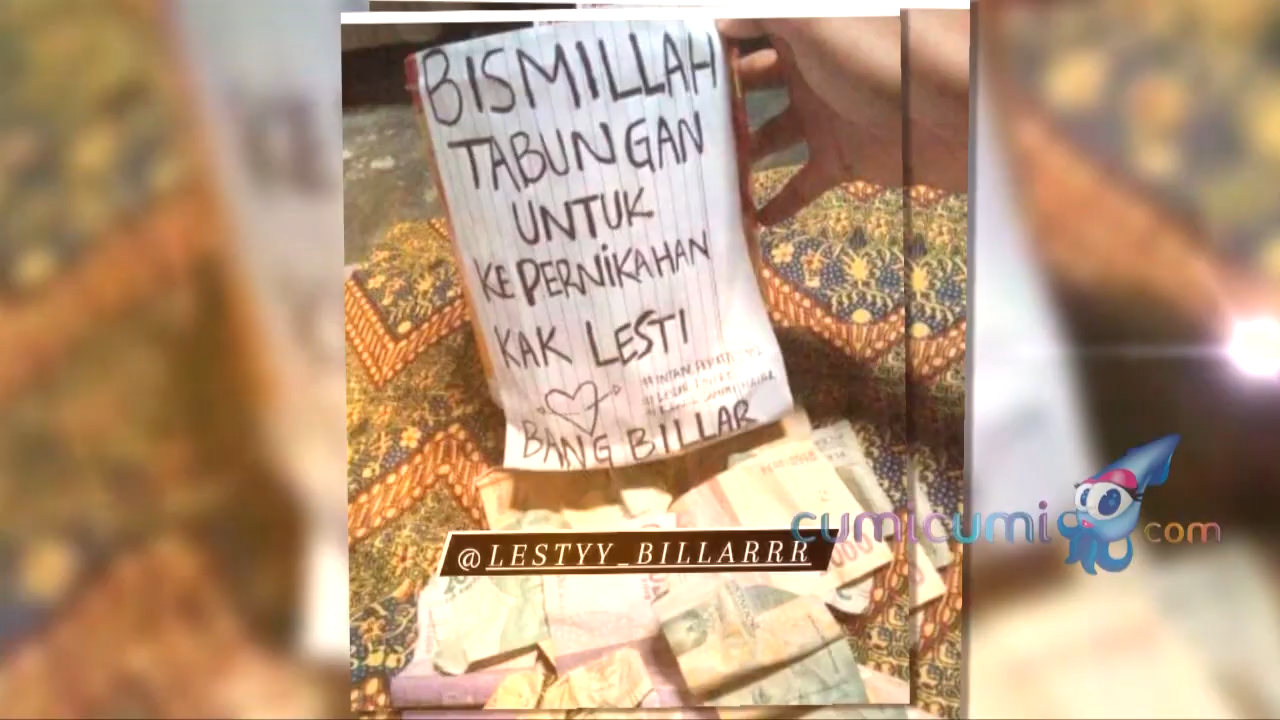 BISMILLAH
TABUNGAN
UNTUK
KEPERNIKAHAN
KAK LESTI
BANG BILLAR
@LESTYY_BILLARRR
cumicumi.com